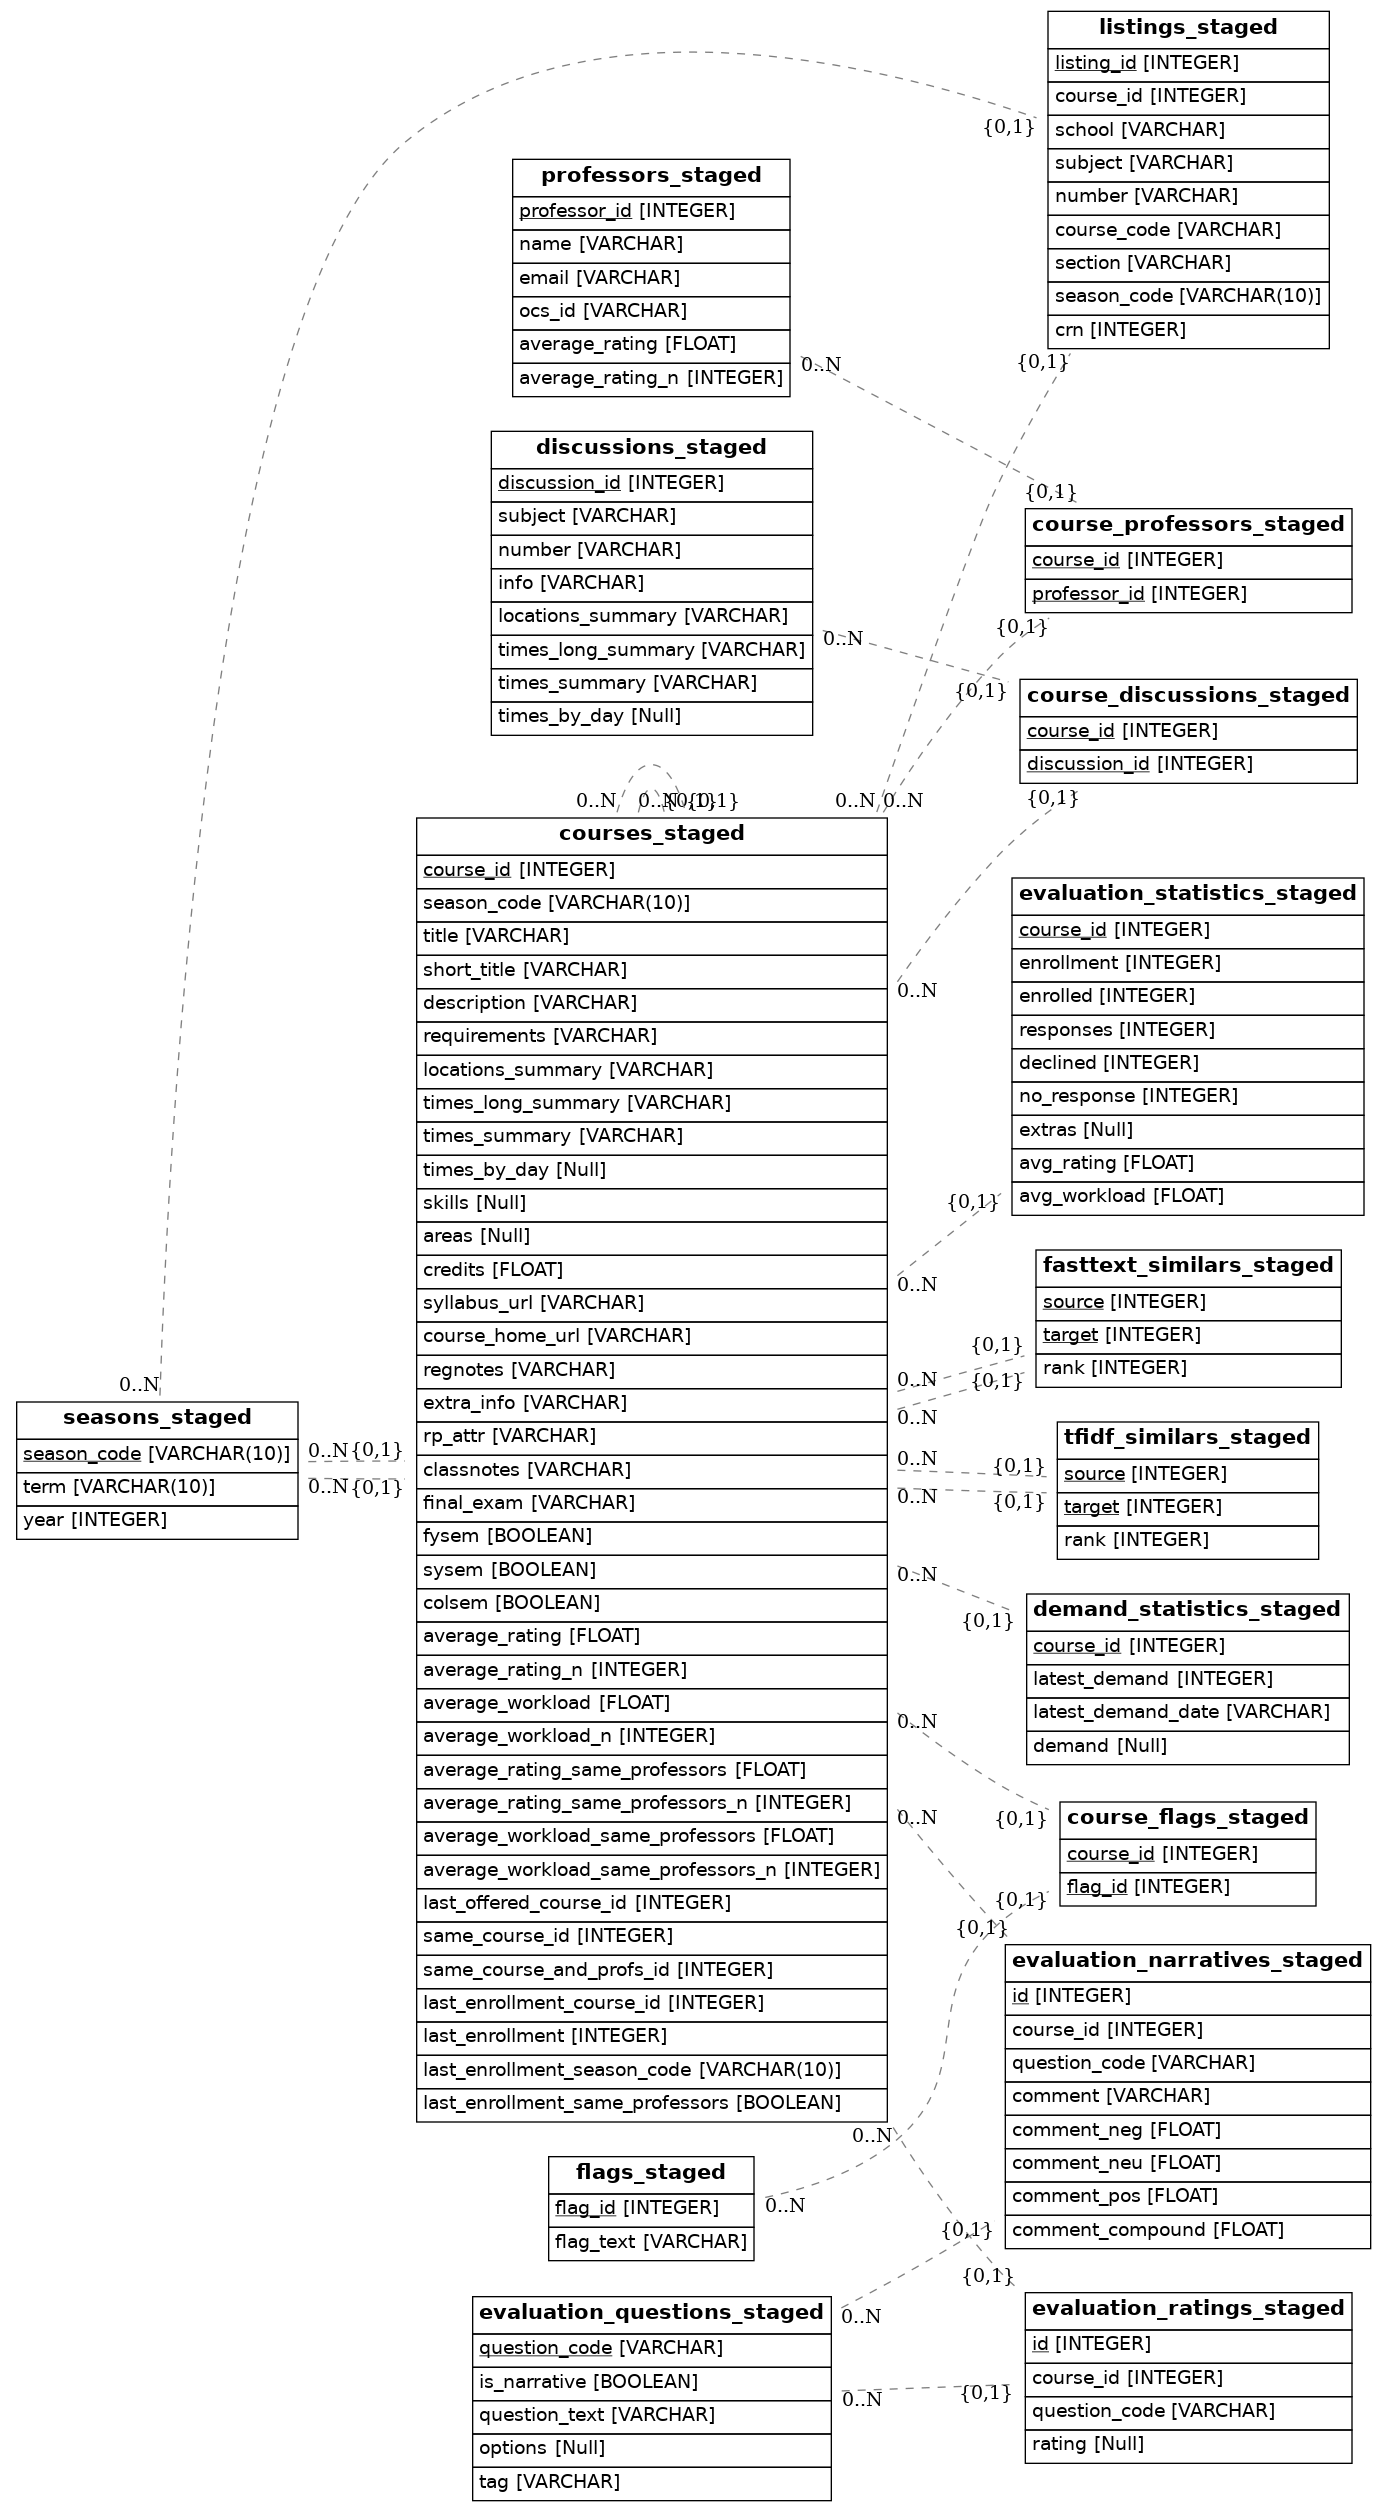 listings_staged
listing_id [INTEGER]
course_id [INTEGER]
school [VARCHAR]
subject [VARCHAR]
number [VARCHAR]
course_code [VARCHAR]
section [VARCHAR]
season_code [VARCHAR(10)]
crn [INTEGER]
{0,1}
{0,1}
professors_staged
professor_id [INTEGER]
name [VARCHAR]
email [VARCHAR]
ocs_id [VARCHAR]
average_rating [FLOAT]
average_rating_n [INTEGER]
0..N
discussions_staged
discussion_id [INTEGER]
subject [VARCHAR]
number [VARCHAR]
info [VARCHAR]
locations_summary [VARCHAR]
times_long_summary [VARCHAR]
times_summary [VARCHAR]
times_by_day [Null]
0..N
{0,1}
course_professors_staged
course_id [INTEGER]
professor_id [INTEGER]
{0,1}
{0,1}
course_discussions_staged
course_id [INTEGER]
discussion_id [INTEGER]
{0,1}
0..N
0..N
{0,1}
{0,1}
0..N
0..N
courses_staged
course_id [INTEGER]
season_code [VARCHAR(10)]
title [VARCHAR]
short_title [VARCHAR]
description [VARCHAR]
requirements [VARCHAR]
locations_summary [VARCHAR]
times_long_summary [VARCHAR]
times_summary [VARCHAR]
times_by_day [Null]
skills [Null]
areas [Null]
credits [FLOAT]
syllabus_url [VARCHAR]
course_home_url [VARCHAR]
regnotes [VARCHAR]
extra_info [VARCHAR]
rp_attr [VARCHAR]
classnotes [VARCHAR]
final_exam [VARCHAR]
fysem [BOOLEAN]
sysem [BOOLEAN]
colsem [BOOLEAN]
average_rating [FLOAT]
average_rating_n [INTEGER]
average_workload [FLOAT]
average_workload_n [INTEGER]
average_rating_same_professors [FLOAT]
average_rating_same_professors_n [INTEGER]
average_workload_same_professors [FLOAT]
average_workload_same_professors_n [INTEGER]
last_offered_course_id [INTEGER]
same_course_id [INTEGER]
same_course_and_profs_id [INTEGER]
last_enrollment_course_id [INTEGER]
last_enrollment [INTEGER]
last_enrollment_season_code [VARCHAR(10)]
last_enrollment_same_professors [BOOLEAN]
0..N
evaluation_statistics_staged
course_id [INTEGER]
enrollment [INTEGER]
enrolled [INTEGER]
responses [INTEGER]
declined [INTEGER]
no_response [INTEGER]
extras [Null]
avg_rating [FLOAT]
avg_workload [FLOAT]
{0,1}
0..N
fasttext_similars_staged
source [INTEGER]
target [INTEGER]
rank [INTEGER]
{0,1}
0..N
{0,1}
0..N
tfidf_similars_staged
source [INTEGER]
target [INTEGER]
rank [INTEGER]
0..N
{0,1}
0..N
{0,1}
0..N
seasons_staged
season_code [VARCHAR(10)]
term [VARCHAR(10)]
year [INTEGER]
0..N
{0,1}
0..N
{0,1}
0..N
{0,1}
demand_statistics_staged
course_id [INTEGER]
latest_demand [INTEGER]
latest_demand_date [VARCHAR]
demand [Null]
0..N
{0,1}
course_flags_staged
course_id [INTEGER]
flag_id [INTEGER]
{0,1}
0..N
{0,1}
evaluation_narratives_staged
id [INTEGER]
course_id [INTEGER]
question_code [VARCHAR]
comment [VARCHAR]
comment_neg [FLOAT]
comment_neu [FLOAT]
comment_pos [FLOAT]
comment_compound [FLOAT]
{0,1}
0..N
flags_staged
flag_id [INTEGER]
flag_text [VARCHAR]
0..N
{0,1}
evaluation_questions_staged
question_code [VARCHAR]
is_narrative [BOOLEAN]
question_text [VARCHAR]
options [Null]
tag [VARCHAR]
0..N
0..N
{0,1}
evaluation_ratings_staged
id [INTEGER]
course_id [INTEGER]
question_code [VARCHAR]
rating [Null]